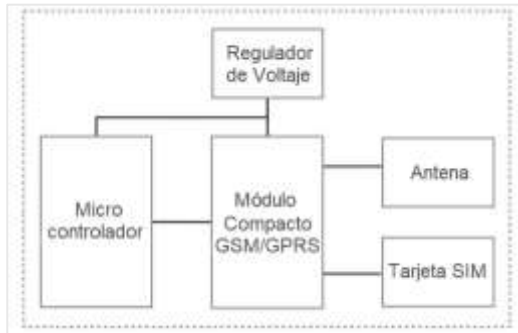 Regulador
de Voltaje
Micro
controlador
Módulo
Compacto
GSM/GPRS
Antena
Tarjeta SIM